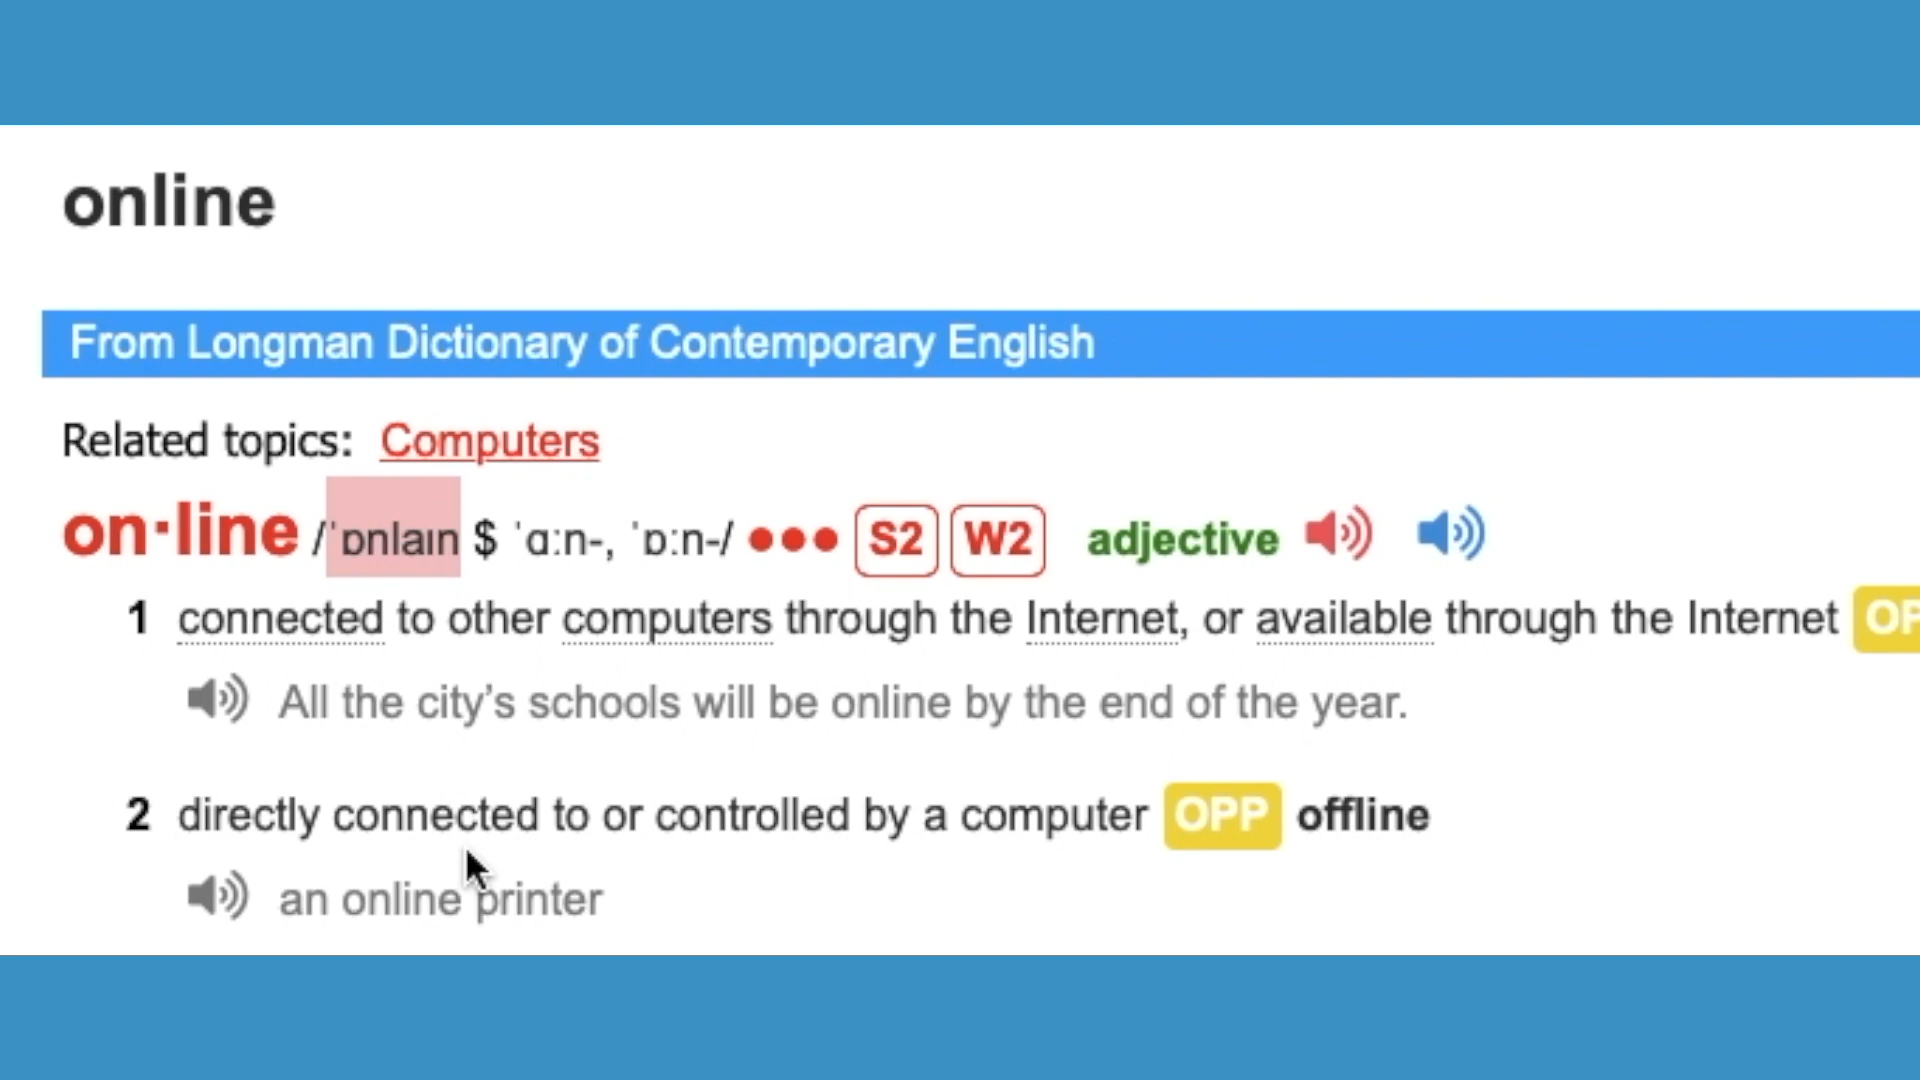 online
From Longman Dictionary of Contemporary English
Related topics: Computers
on·line /ˈɒnlaɪn $ ˈɑːn-, ˈɒːn-/ ●●● S2 W2 adjective
1 connected to other computers through the Internet, or available through the Internet
All the city’s schools will be online by the end of the year.
2 directly connected to or controlled by a computer OPP offline
an online printer